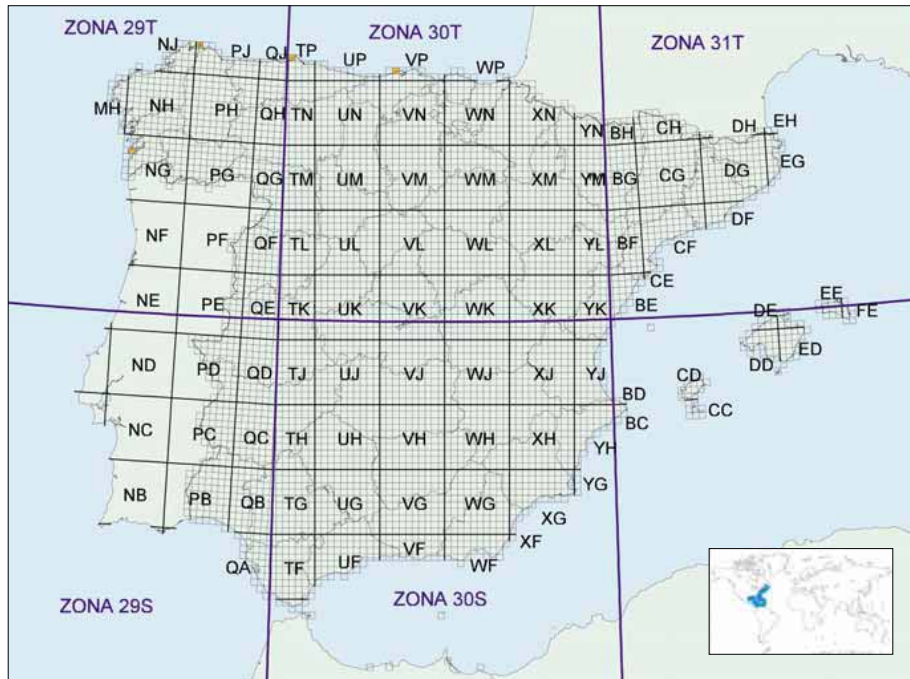 ZONA 29T ZONA 30T ZONA 31T
NJ PJ QJ TP UP VP WP
MH NH PH QH TN UN VN WN XN YN BH CH DH EH
NG PG QG TM UM VM WM XM YM BG CG DG EG
NF PF QF TL UL VL WL XL YL BF CF DF
NE PE QE TK UK VK WK XK YK BE CE DE EE FE
ND PD QD TJ UJ VJ WJ XJ YJ BD CD DD ED
NC PC QC TH UH VH WH XH YH BC CC
NB PB QB TG UG VG WG XG YG
QA TF UF VF WF XF
ZONA 29S ZONA 30S